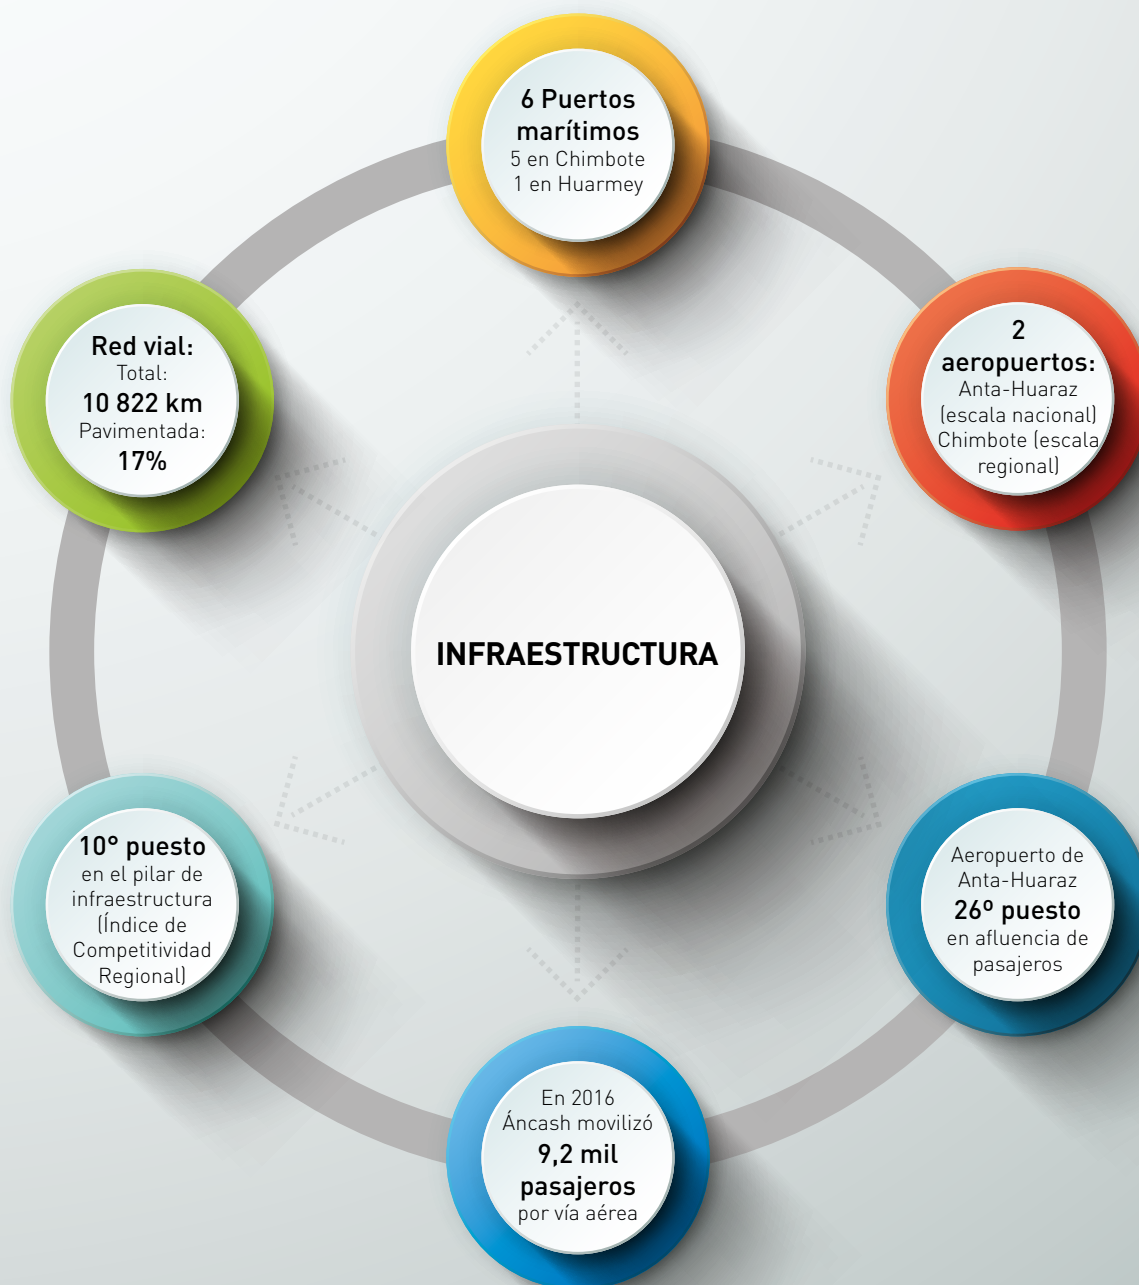 6 Puertos
marítimos
5 en Chimbote
1 en Huarmey
2
aeropuertos:
Anta-Huaraz
(escala nacional)
Chimbote (escala
regional)
Red vial:
Total:
10 822 km
Pavimentada:
17%
INFRAESTRUCTURA
10° puesto
en el pilar de
infraestructura
(Índice de
Competitividad
Regional)
Aeropuerto de
Anta-Huaraz
26º puesto
en afluencia de
pasajeros
En 2016
Áncash movilizó
9,2 mil
pasajeros
por vía aérea